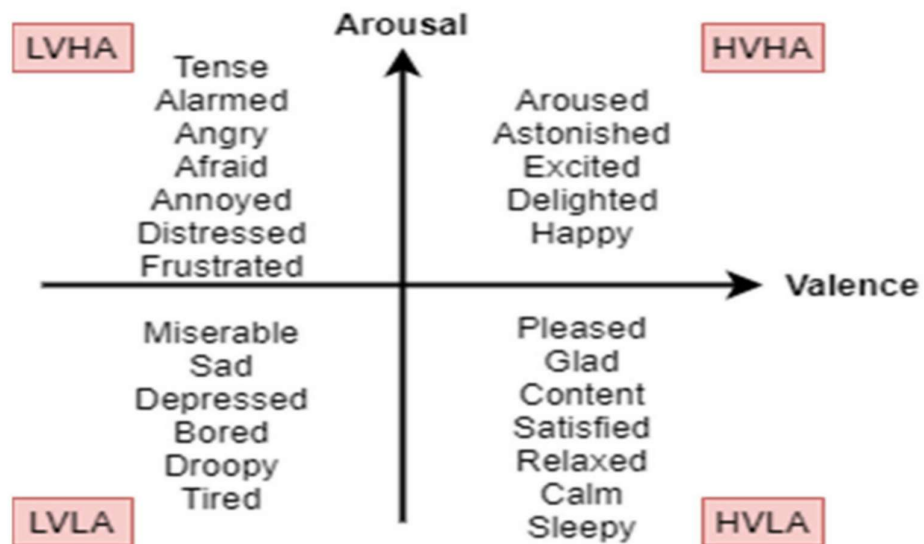 Arousal
LVHA
HVHA
Tense
Alarmed
Angry
Afraid
Annoyed
Distressed
Frustrated
Aroused
Astonished
Excited
Delighted
Happy
Valence
Miserable
Sad
Depressed
Bored
Droopy
Tired
Pleased
Glad
Content
Satisfied
Relaxed
Calm
Sleepy
LVLA
HVLA